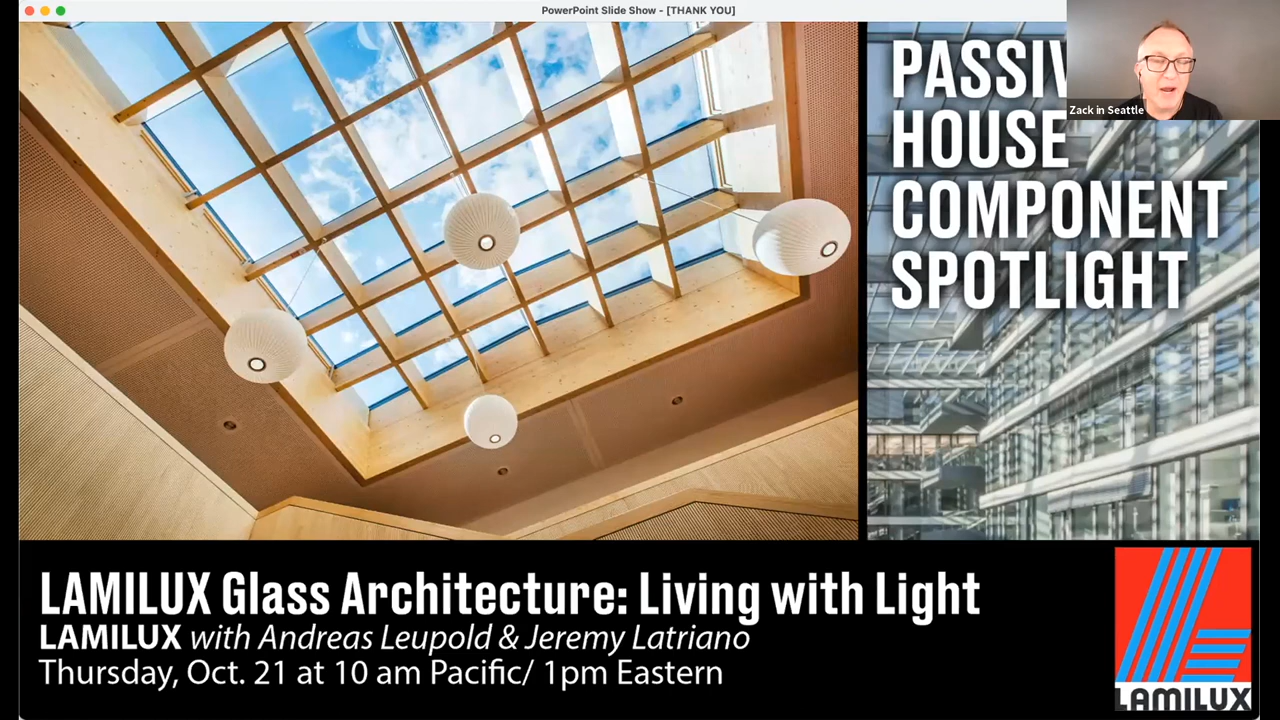 PowerPoint Slide Show - [THANK YOU]
Zack in Seattle
PASSIV
HOUSE
COMPONENT
SPOTLIGHT
LAMILUX Glass Architecture: Living with Light
LAMILUX with Andreas Leupold & Jeremy Latriano
Thursday, Oct. 21 at 10 am Pacific/ 1pm Eastern
LAMILUX